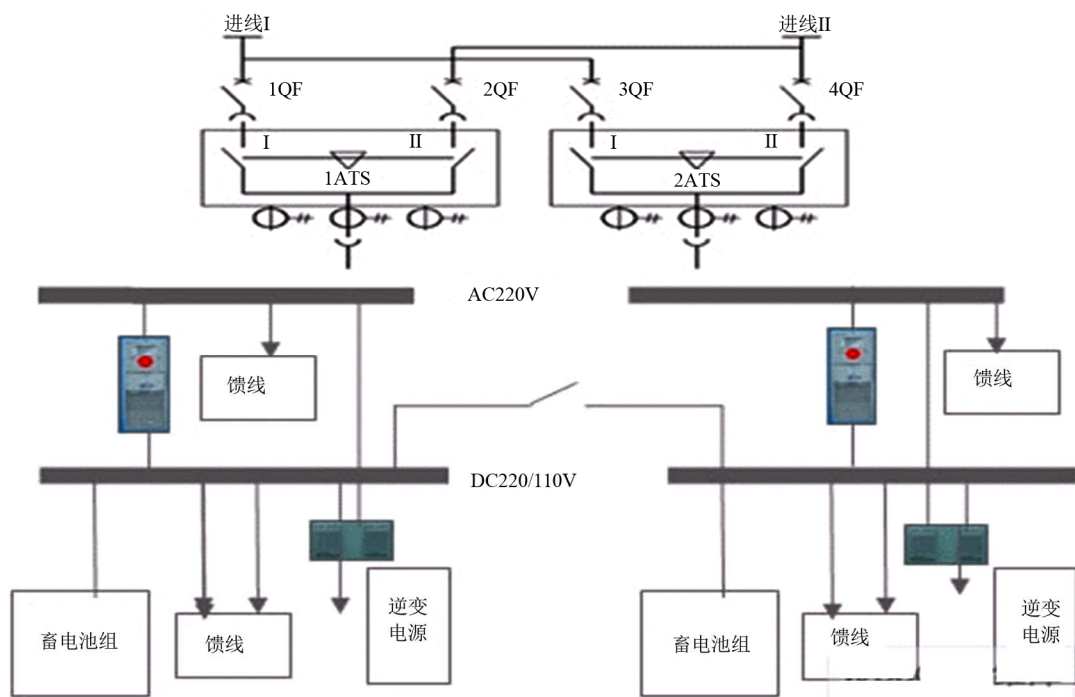 进线I
进线II
1QF
2QF
3QF
4QF
I
II
I
II
1ATS
2ATS
AC220V
馈线
馈线
DC220/110V
畜电池组
馈线
逆变
电源
畜电池组
馈线
逆变
电源